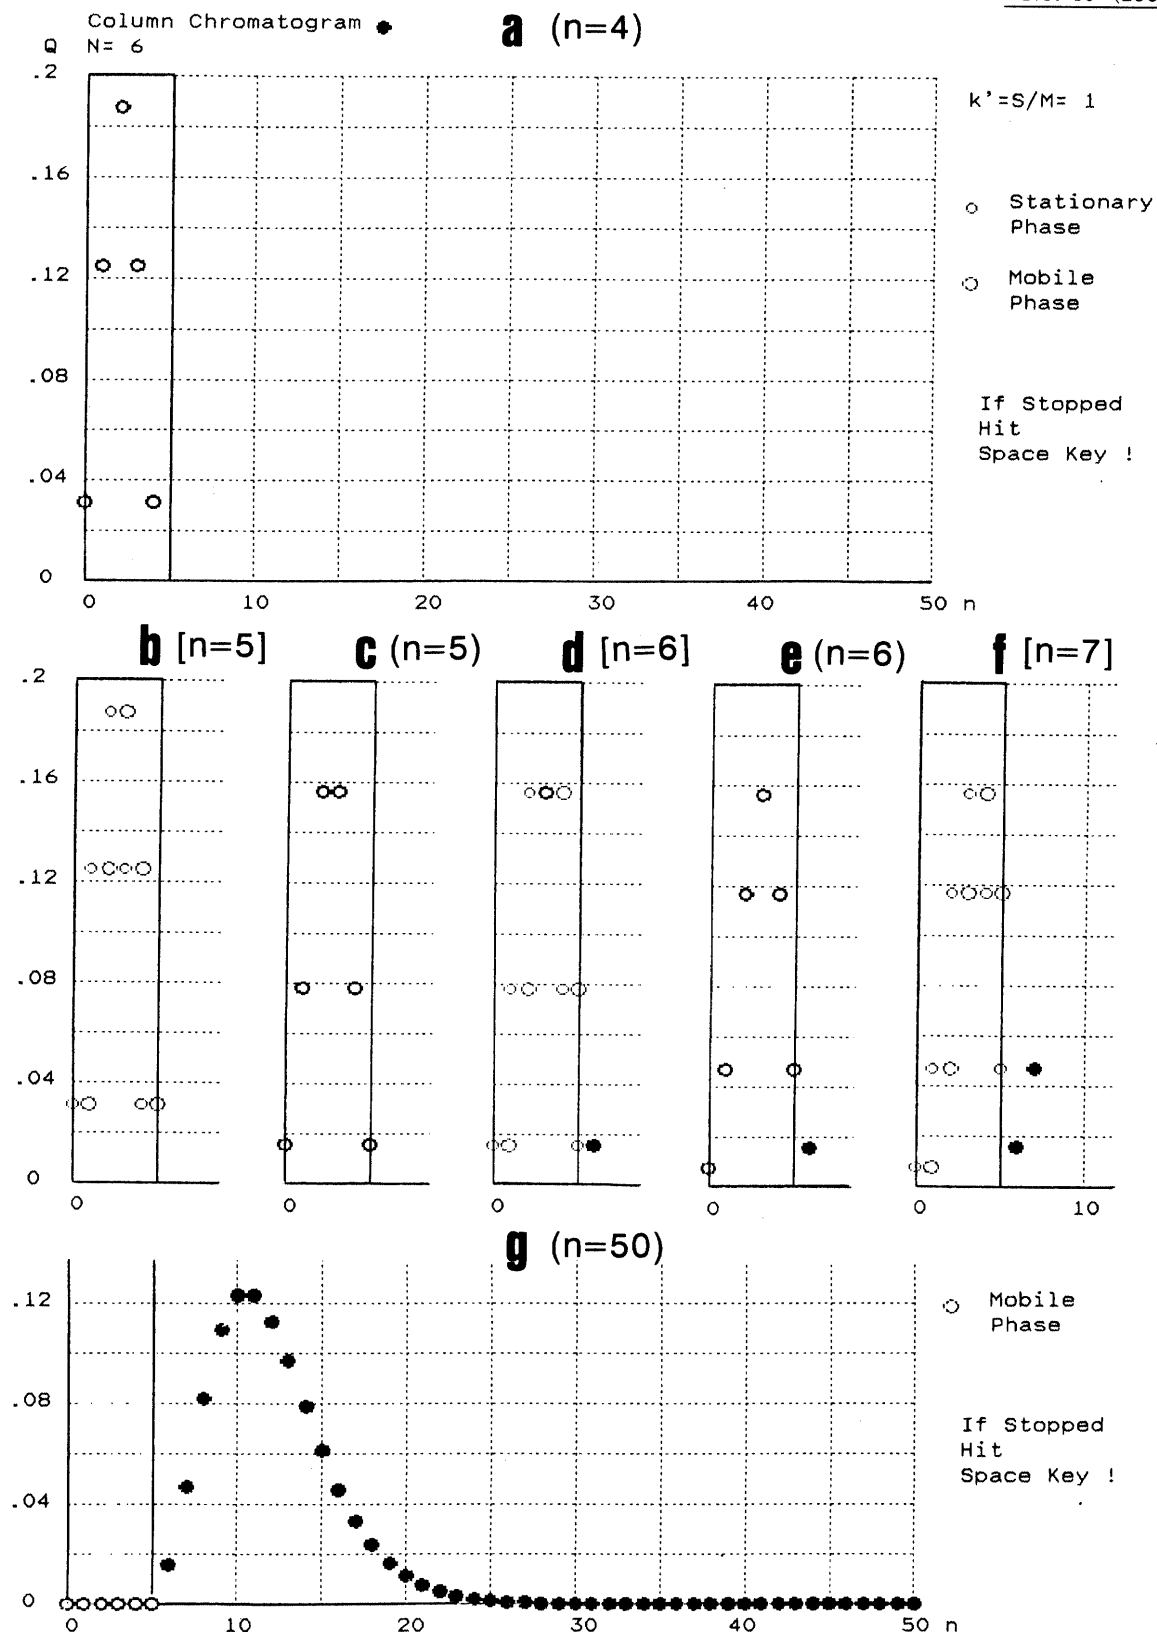 Column Chromatogram
a (n=4)
Q N= 6
.2
k'=S/M= 1
.16
Stationary
Phase
.12
Mobile
Phase
.08
If Stopped
Hit
.04
Space Key !
0
0 10 20 30 40 50 n
b [n=5] c (n=5) d [n=6] e (n=6) f [n=7]
.2
.16
.12
.08
.04
0
0 0 0 0 0 10
g (n=50)
.12
Mobile
Phase
.08
If Stopped
Hit
Space Key !
.04
0
0 10 20 30 40 50 n